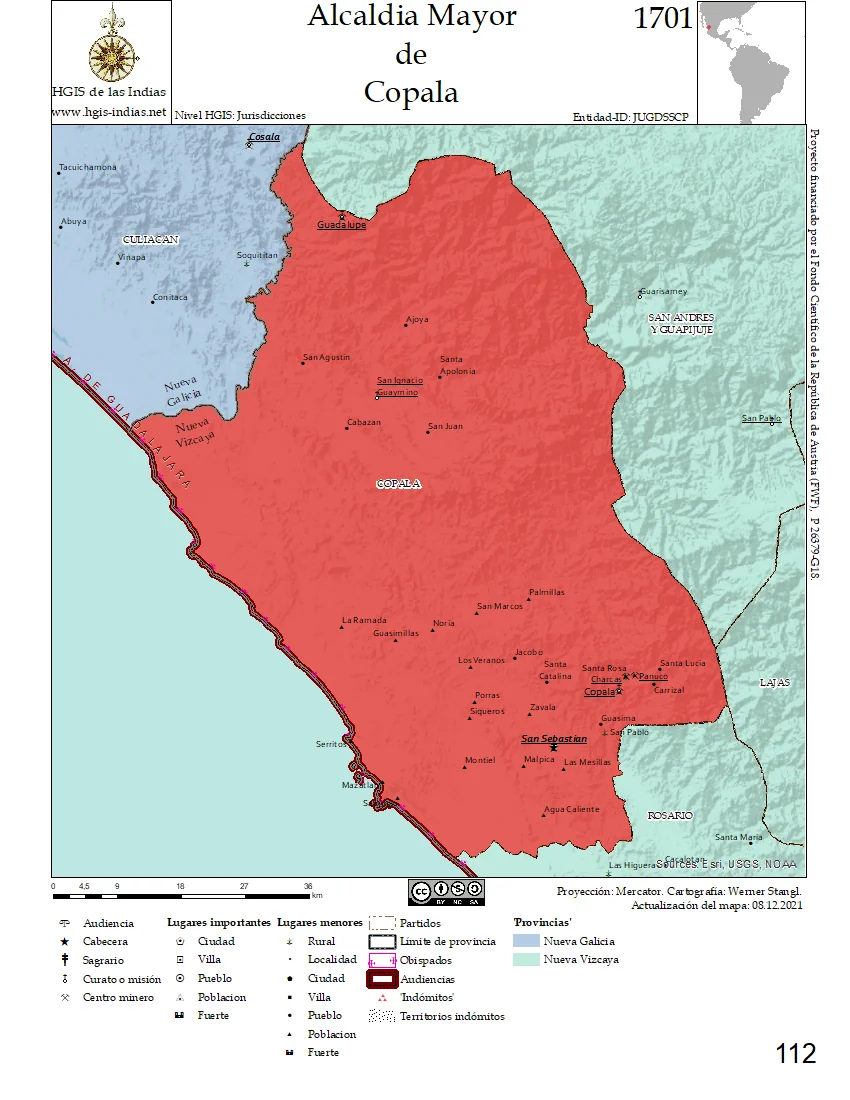 Alcaldia Mayor
de
Copala
1701
HGIS de las Indias
www.hgis-indias.net
Nivel HGIS: Jurisdicciones
Entidad-ID: JUGDSSCP
Proyecto financiado por el Fondo Científico de la República de Austria (FWF), P 26379-G18.
Cosala
Tacuichamona
Abuya
CULIACAN
Vinapa
Soquititan
Conitaca
Guadalupe
Guarisamey
SAN ANDRES
Y GUAPIJUJE
Ajoya
San Agustin
Santa
Apolonia
San Ignacio
Guaymino
Nueva
Galicia
Nueva
Vizcaya
A. DE GUADALAJARA
Cabazan
San Juan
San Pablo
COPALA
Palmillas
San Marcos
La Ramada
Noria
Guasimillas
Jacobo
Los Veranos
Santa
Catalina
Santa Rosa
Santa Lucia
Charcas
Panuco
Copala
Carrizal
LAJAS
Porras
Siqueros
Zavala
Guasima
San Pablo
San Sebastian
Serritos
Montiel
Malpica
Las Mesillas
Mazatlan
Agua Caliente
ROSARIO
Santa Maria
Cacalotan
Las Higueras
Sources: Esri, USGS, NOAA
0 4,5 9 18 27 36
km
CC BY NC SA
Proyección: Mercator. Cartografía: Werner Stangl.
Actualización del mapa: 08.12.2021
Audiencia
Cabecera
Sagrario
Curato o misión
Centro minero
Lugares importantes
Ciudad
Villa
Pueblo
Poblacion
Fuerte
Lugares menores
Rural
Localidad
Ciudad
Villa
Pueblo
Poblacion
Fuerte
Partidos
Límite de provincia
Obispados
Audiencias
'Indómitos'
Territorios indómitos
'Provincias'
Nueva Galicia
Nueva Vizcaya
112